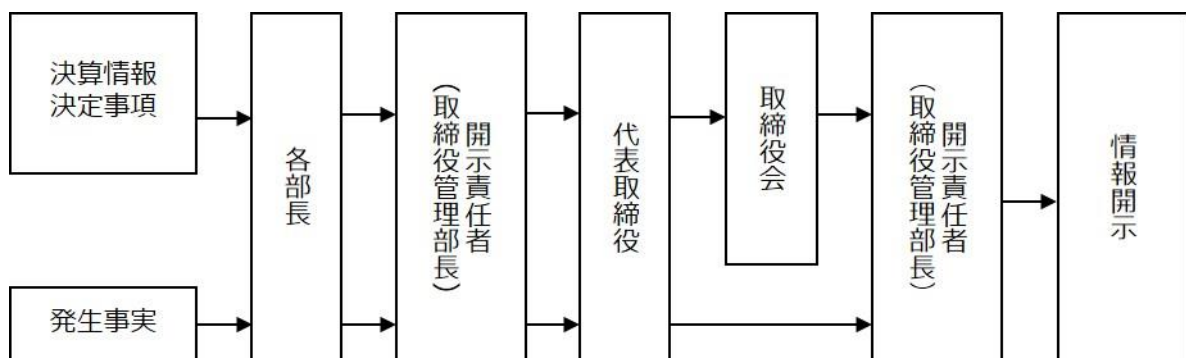 決算情報
決定事項
各部長
開示責任者
（取締役管理部長）
代表取締役
取締役会
開示責任者
（取締役管理部長）
情報開示
発生事実